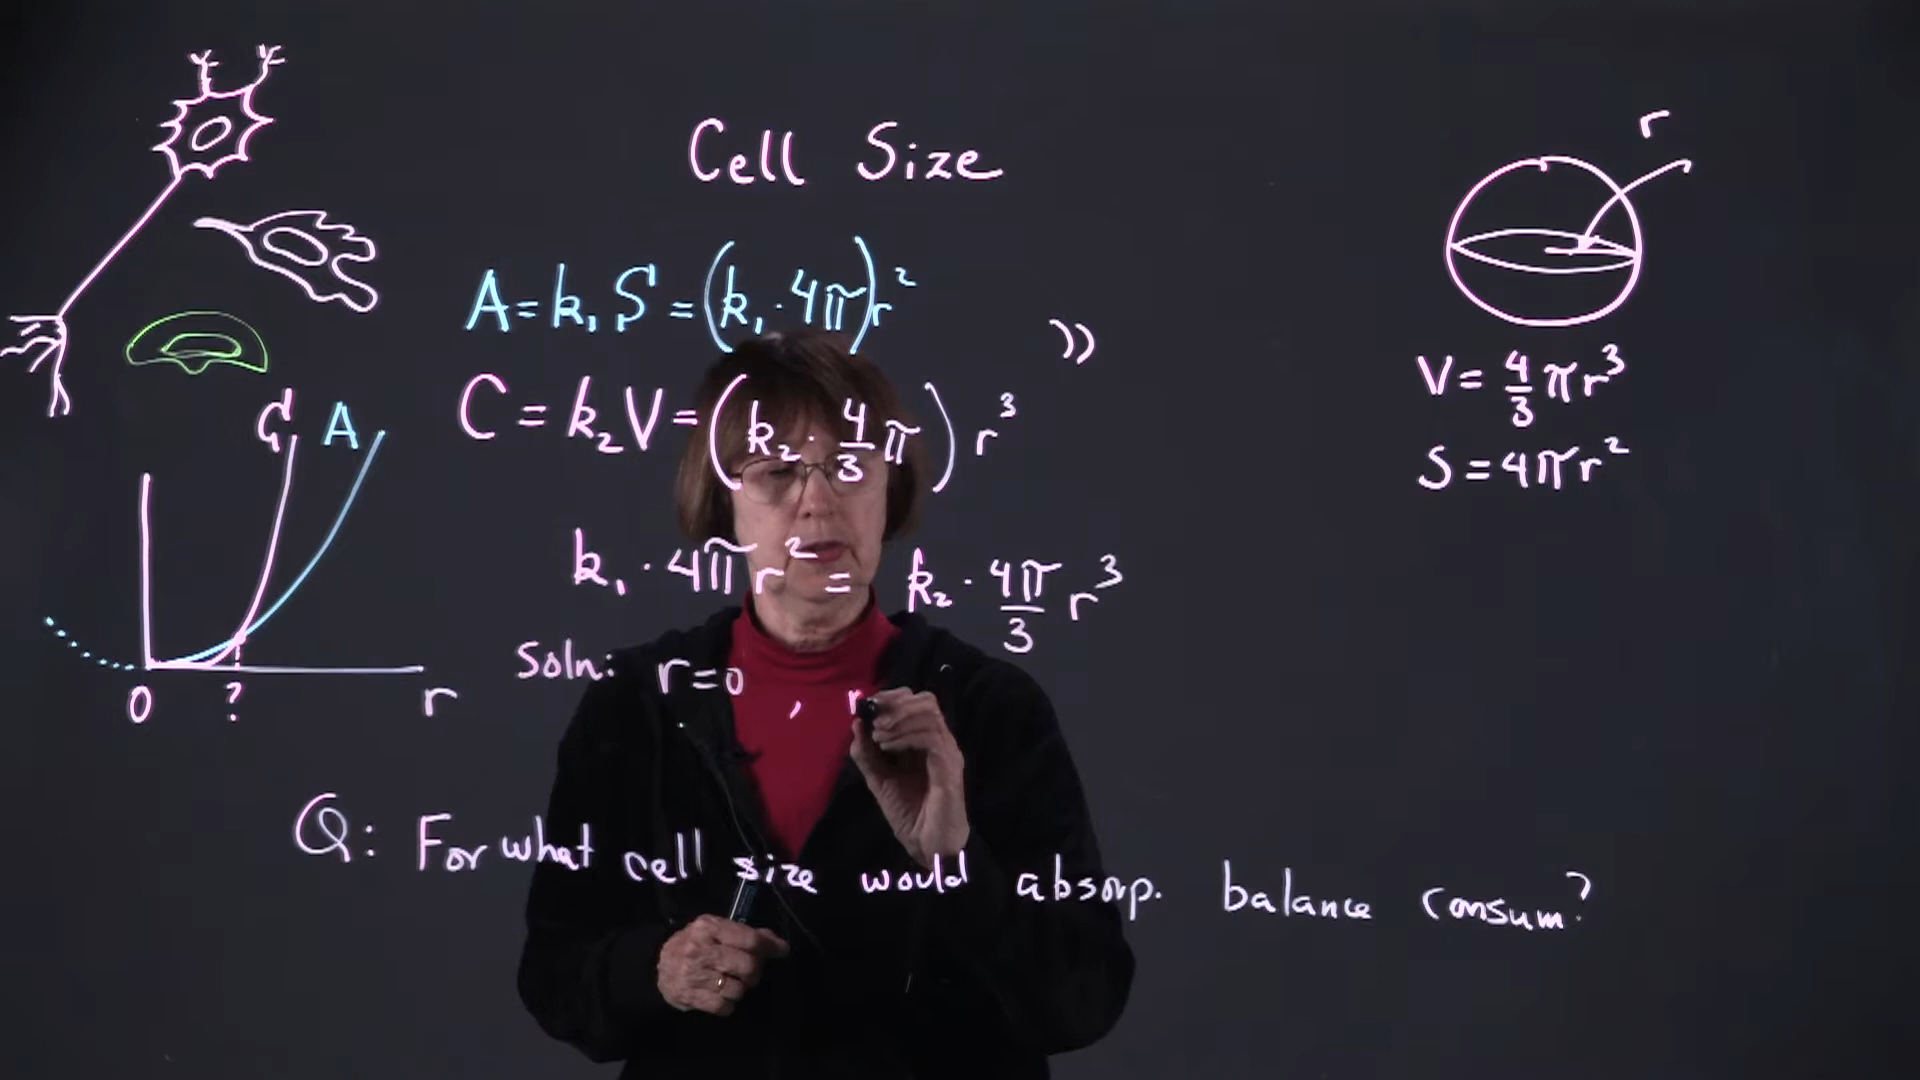 Cell Size
A = k₁ S = (k₁ · 4π) r²
C = k₂ V = (k₂ · 4/3 π) r³
k₁ · 4π r² = k₂ · 4π/3 r³
Soln: r = 0 , r
C A
0 ? r
r
V = 4/3 π r³
S = 4π r²
Q: For what cell size would absorp. balance consum?